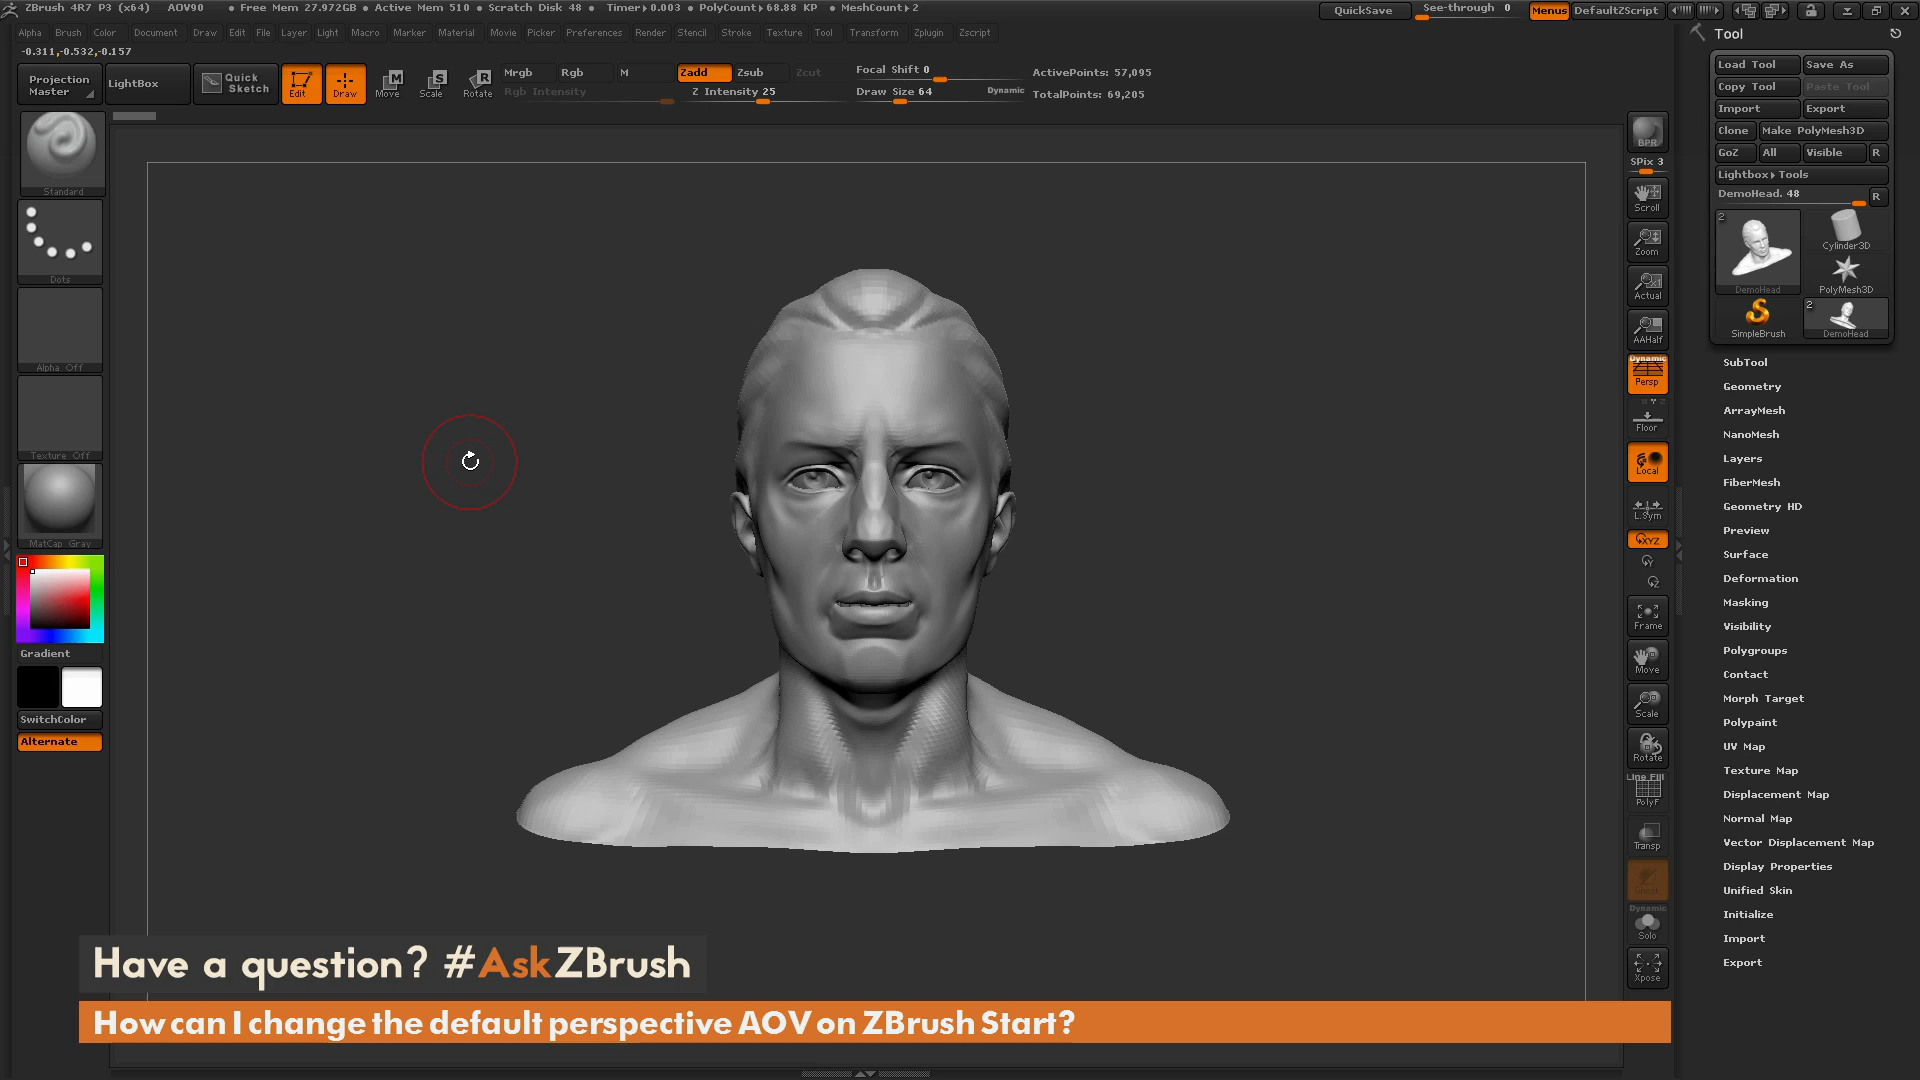 ZBrush 4R7 P3 (x64) AOV90 • Free Mem 27.972GB • Active Mem 510 • Scratch Disk 48 • Timer▸0.003 • PolyCount▸68.88 KP • MeshCount▸2
QuickSave
See-through 0
Menus
DefaultZScript
Alpha Brush Color Document Draw Edit File Layer Light Macro Marker Material Movie Picker Preferences Render Stencil Stroke Texture Tool Transform Zplugin Zscript
-0.311,-0.532,-0.157
Projection Master
LightBox
Quick Sketch
Edit
Draw
Move
Scale
Rotate
Mrgb Rgb M
Rgb Intensity
Zadd Zsub Zcut
Z Intensity 25
Focal Shift 0
Draw Size 64
Dynamic
ActivePoints: 57,095
TotalPoints: 69,205
Standard
Dots
Alpha Off
Texture Off
MatCap Gray
Gradient
SwitchColor
Alternate
BPR
SPix 3
Scroll
Zoom
Actual
AAHalf
Dynamic
Persp
Floor
Local
L.Sym
XYZ
Y
Z
Frame
Move
Scale
Rotate
Line Fill
PolyF
Transp
Ghost
Dynamic
Solo
Xpose
Tool
Load Tool Save As
Copy Tool Paste Tool
Import Export
Clone Make PolyMesh3D
GoZ All Visible R
Lightbox▸Tools
DemoHead. 48 R
2
DemoHead
Cylinder3D
PolyMesh3D
SimpleBrush
2
DemoHead
SubTool
Geometry
ArrayMesh
NanoMesh
Layers
FiberMesh
Geometry HD
Preview
Surface
Deformation
Masking
Visibility
Polygroups
Contact
Morph Target
Polypaint
UV Map
Texture Map
Displacement Map
Normal Map
Vector Displacement Map
Display Properties
Unified Skin
Initialize
Import
Export
Have a question? #AskZBrush
How can I change the default perspective AOV on ZBrush Start?